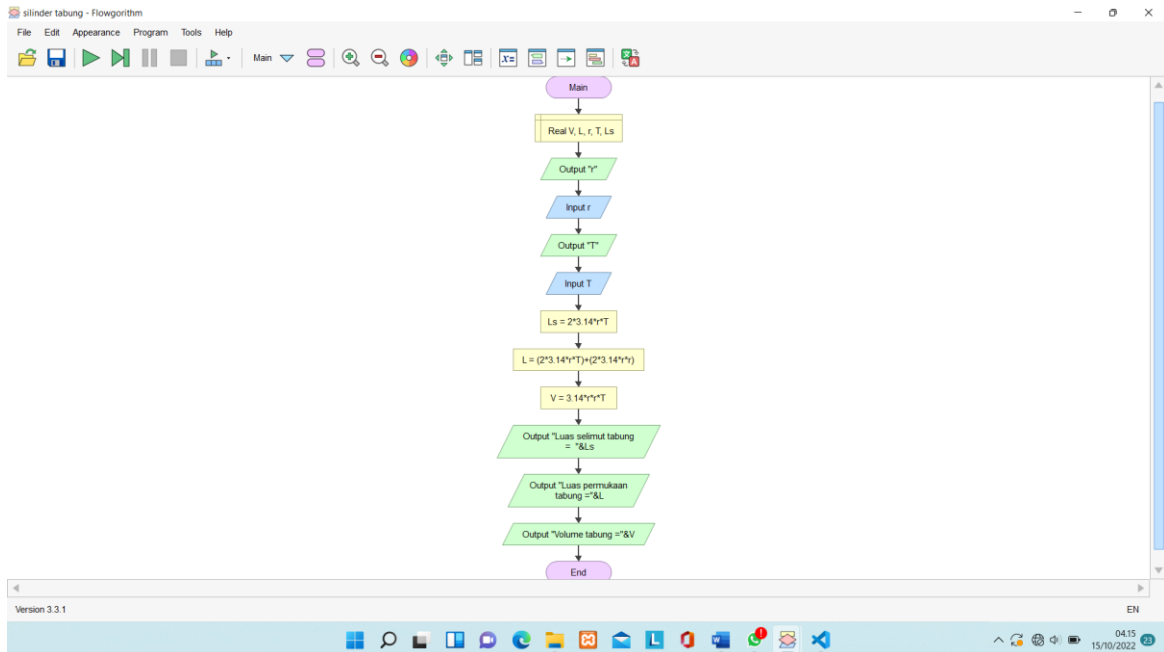 silinder tabung - Flowgorithm
File Edit Appearance Program Tools Help
Main
Main
Real V, L, r, T, Ls
Output "r"
Input r
Output "T"
Input T
Ls = 2*3.14*r*T
L = (2*3.14*r*T)+(2*3.14*r*r)
V = 3.14*r*r*T
Output "Luas selimut tabung
= "&Ls
Output "Luas permukaan
tabung ="&L
Output "Volume tabung ="&V
End
Version 3.3.1
EN
04.15
15/10/2022
23